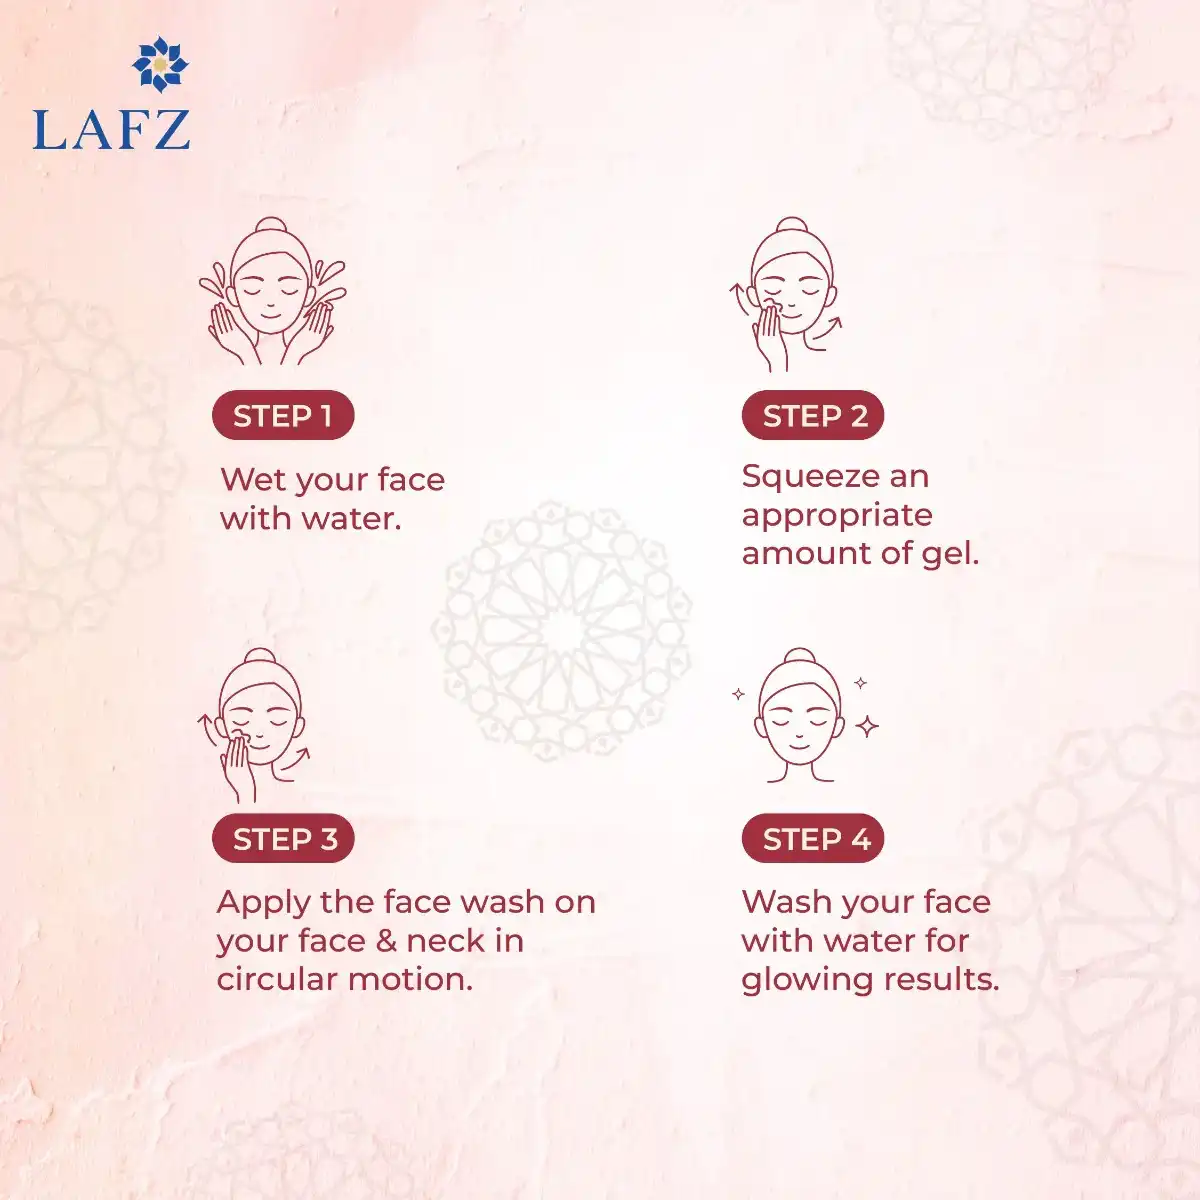 LAFZ
STEP 1
Wet your face
with water.
STEP 2
Squeeze an
appropriate
amount of gel.
STEP 3
Apply the face wash on
your face & neck in
circular motion.
STEP 4
Wash your face
with water for
glowing results.